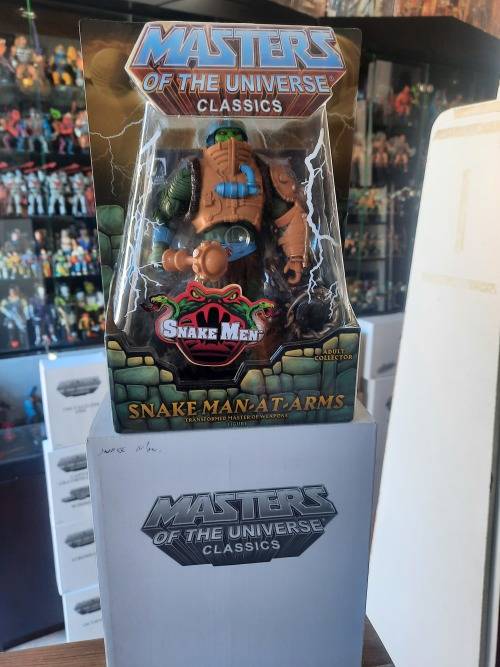 MASTERS
OF THE UNIVERSE
CLASSICS
SNAKE MEN
ADULT
COLLECTOR
SNAKE MAN-AT-ARMS
TRANSFORMED MASTER OF WEAPONS
FIGURE
MASTERS
OF THE UNIVERSE
CLASSICS